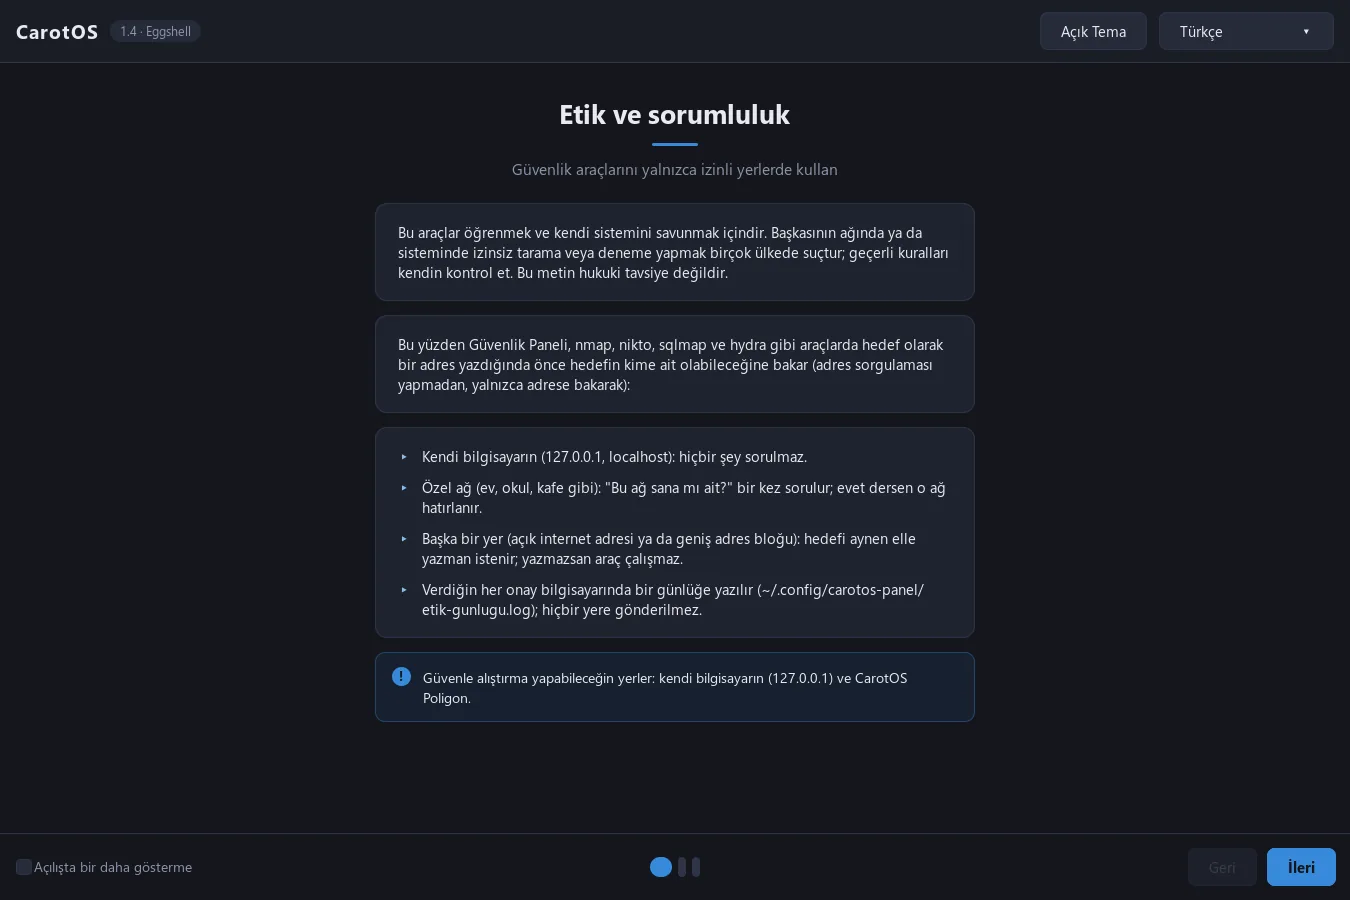 CarotOS
1.4 · Eggshell
Açık Tema
Türkçe
Etik ve sorumluluk
Güvenlik araçlarını yalnızca izinli yerlerde kullan
Bu araçlar öğrenmek ve kendi sistemini savunmak içindir. Başkasının ağında ya da
sisteminde izinsiz tarama veya deneme yapmak birçok ülkede suçtur; geçerli kuralları
kendin kontrol et. Bu metin hukuki tavsiye değildir.
Bu yüzden Güvenlik Paneli, nmap, nikto, sqlmap ve hydra gibi araçlarda hedef olarak
bir adres yazdığında önce hedefin kime ait olabileceğine bakar (adres sorgulaması
yapmadan, yalnızca adrese bakarak):
Kendi bilgisayarın (127.0.0.1, localhost): hiçbir şey sorulmaz.
Özel ağ (ev, okul, kafe gibi): "Bu ağ sana mı ait?" bir kez sorulur; evet dersen o ağ
hatırlanır.
Başka bir yer (açık internet adresi ya da geniş adres bloğu): hedefi aynen elle
yazman istenir; yazmazsan araç çalışmaz.
Verdiğin her onay bilgisayarında bir günlüğe yazılır (~/.config/carotos-panel/
etik-gunlugu.log); hiçbir yere gönderilmez.
Güvenle alıştırma yapabileceğin yerler: kendi bilgisayarın (127.0.0.1) ve CarotOS
Poligon.
Açılışta bir daha gösterme
Geri
İleri